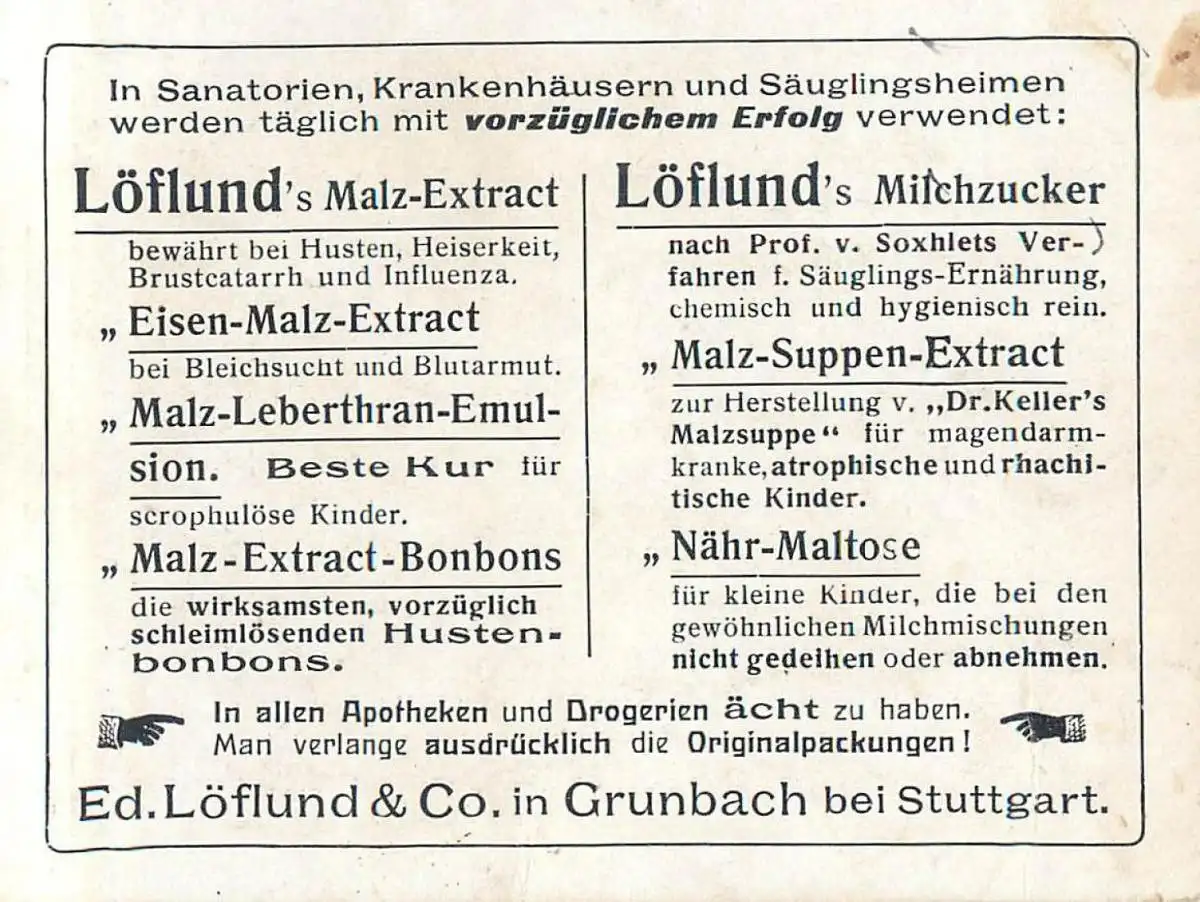 In Sanatorien, Krankenhäusern und Säuglingsheimen
werden täglich mit vorzüglichem Erfolg verwendet:
Löflund's Malz-Extract
bewährt bei Husten, Heiserkeit,
Brustcatarrh und Influenza.
„ Eisen-Malz-Extract
bei Bleichsucht und Blutarmut.
„ Malz-Leberthran-Emul-
sion. Beste Kur für
scrophulöse Kinder.
„ Malz-Extract-Bonbons
die wirksamsten, vorzüglich
schleimlösenden Husten-
bonbons.
Löflund's Milchzucker
nach Prof. v. Soxhlets Ver-
fahren f. Säuglings-Ernährung,
chemisch und hygienisch rein.
„ Malz-Suppen-Extract
zur Herstellung v. „Dr. Keller's
Malzsuppe“ für magendarm-
kranke, atrophische und rhachi-
tische Kinder.
„ Nähr-Maltose
für kleine Kinder, die bei den
gewöhnlichen Milchmischungen
nicht gedeihen oder abnehmen.
In allen Apotheken und Drogerien ächt zu haben.
Man verlange ausdrücklich die Originalpackungen!
Ed. Löflund & Co. in Grunbach bei Stuttgart.